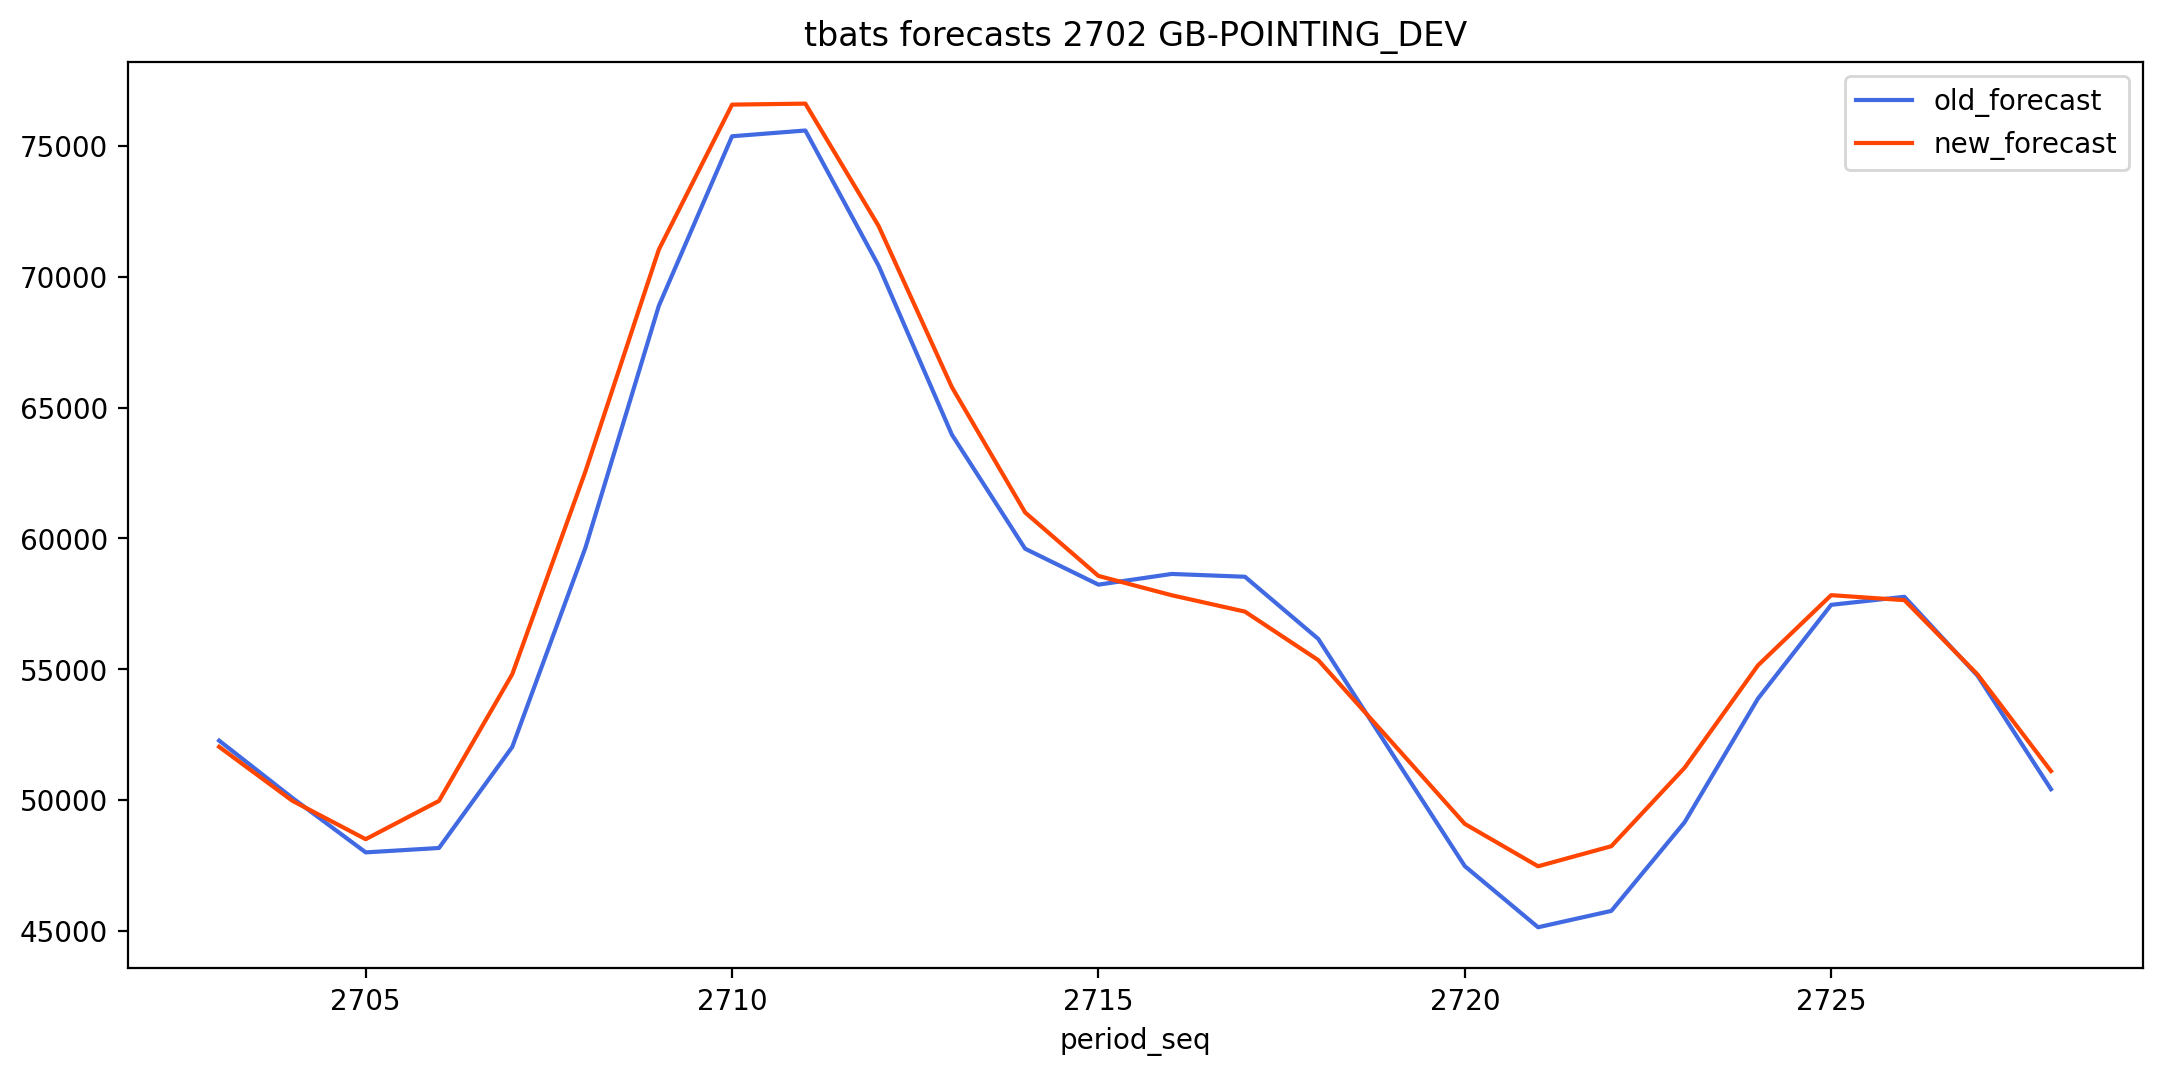 tbats forecasts 2702 GB-POINTING_DEV
old_forecast
new_forecast
75000
70000
65000
60000
55000
50000
45000
2705 2710 2715 2720 2725
period_seq